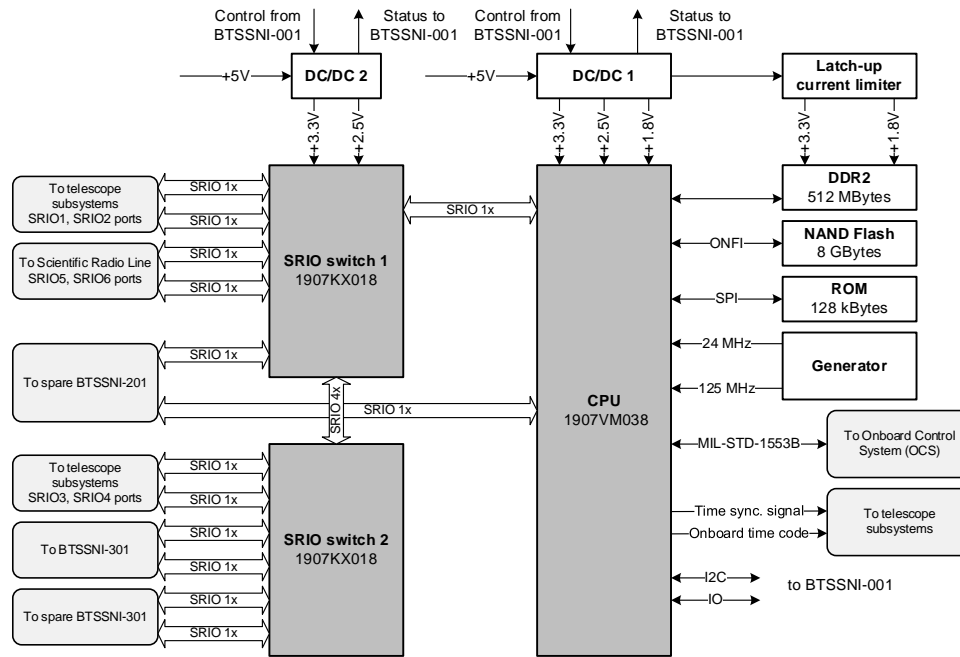 Control from
BTSSNI-001
Status to
BTSSNI-001
Control from
BTSSNI-001
Status to
BTSSNI-001
+5V
DC/DC 2
+5V
DC/DC 1
Latch-up
current limiter
+3.3V
+2.5V
+3.3V
+2.5V
+1.8V
+3.3V
+1.8V
To telescope
subsystems
SRIO1, SRIO2 ports
SRIO 1x
SRIO 1x
To Scientific Radio Line
SRIO5, SRIO6 ports
SRIO 1x
SRIO 1x
SRIO switch 1
1907KX018
SRIO 1x
To spare BTSSNI-201
SRIO 1x
SRIO 1x
SRIO 4x
To telescope
subsystems
SRIO3, SRIO4 ports
SRIO 1x
SRIO 1x
To BTSSNI-301
SRIO 1x
SRIO 1x
To spare BTSSNI-301
SRIO 1x
SRIO 1x
SRIO switch 2
1907KX018
CPU
1907VM038
DDR2
512 MBytes
ONFI
NAND Flash
8 GBytes
SPI
ROM
128 kBytes
24 MHz
125 MHz
Generator
MIL-STD-1553B
To Onboard Control
System (OCS)
Time sync. signal
Onboard time code
To telescope
subsystems
I2C
IO
to BTSSNI-001